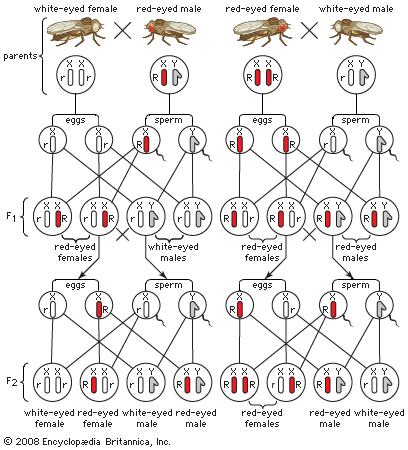 white-eyed female red-eyed male red-eyed female white-eyed male
parents
X X X Y X X X Y
r r R R R r
eggs sperm eggs sperm
X X X Y X X X Y
r r R R R r
F1
X X X X X Y X Y X X X X X Y X Y
r R r R r r R r R r R R
red-eyed females white-eyed males red-eyed females red-eyed males
eggs sperm eggs sperm
X X X Y X X X Y
r R r R r R
F2
X X X X X Y X Y X X X X X Y X Y
r r R r r R R R r R R r
white-eyed female red-eyed female white-eyed male red-eyed male red-eyed females red-eyed male white-eyed male
© 2008 Encyclopædia Britannica, Inc.